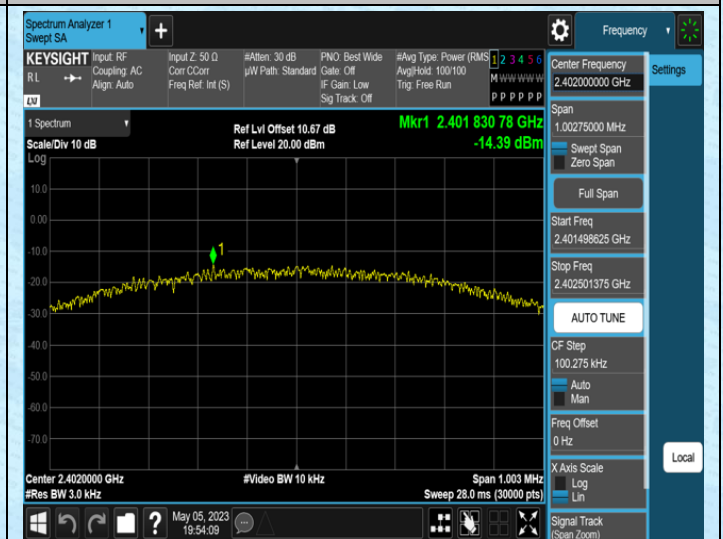 Spectrum Analyzer 1
Swept SA
+
Frequency
KEYSIGHT
RL
LXI
Input: RF
Coupling: AC
Align: Auto
Input Z: 50 Ω
Corr CCorr
Freq Ref: Int (S)
#Atten: 30 dB
µW Path: Standard
PNO: Best Wide
Gate: Off
IF Gain: Low
Sig Track: Off
#Avg Type: Power (RMS
Avg|Hold: 100/100
Trig: Free Run
1 2 3 4 5 6
M W W W W W
P P P P P P
1 Spectrum
Scale/Div 10 dB
Log
Ref Lvl Offset 10.67 dB
Ref Level 20.00 dBm
Mkr1 2.401 830 78 GHz
-14.39 dBm
10.0
0.00
-10.0
-20.0
-30.0
-40.0
-50.0
-60.0
-70.0
1
Center 2.4020000 GHz
#Res BW 3.0 kHz
#Video BW 10 kHz
Span 1.003 MHz
Sweep 28.0 ms (30000 pts)
?
May 05, 2023
19:54:09
Center Frequency
2.402000000 GHz
Span
1.00275000 MHz
Swept Span
Zero Span
Full Span
Start Freq
2.401498625 GHz
Stop Freq
2.402501375 GHz
AUTO TUNE
CF Step
100.275 kHz
Auto
Man
Freq Offset
0 Hz
X Axis Scale
Log
Lin
Signal Track
(Span Zoom)
Settings
Local